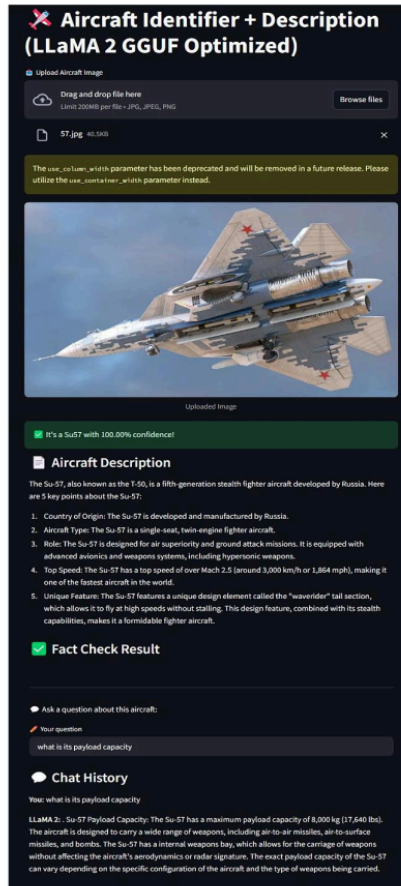 Aircraft Identifier + Description
(LLaMA 2 GGUF Optimized)
Upload Aircraft Image
Drag and drop file here
Limit 200MB per file • JPG, JPEG, PNG
Browse files
57.jpg 40.5KB
The use_column_width parameter has been deprecated and will be removed in a future release. Please
utilize the use_container_width parameter instead.
Uploaded Image
It's a Su57 with 100.00% confidence!
Aircraft Description
The Su-57, also known as the T-50, is a fifth-generation stealth fighter aircraft developed by Russia. Here
are 5 key points about the Su-57:
1. Country of Origin: The Su-57 is developed and manufactured by Russia.
2. Aircraft Type: The Su-57 is a single-seat, twin-engine fighter aircraft.
3. Role: The Su-57 is designed for air superiority and ground attack missions. It is equipped with
advanced avionics and weapons systems, including hypersonic weapons.
4. Top Speed: The Su-57 has a top speed of over Mach 2.5 (around 3,000 km/h or 1,864 mph), making it
one of the fastest aircraft in the world.
5. Unique Feature: The Su-57 features a unique design element called the "waverider" tail section,
which allows it to fly at high speeds without stalling. This design feature, combined with its stealth
capabilities, makes it a formidable fighter aircraft.
Fact Check Result
Ask a question about this aircraft:
Your question
what is its payload capacity
Chat History
You: what is its payload capacity
LLaMA 2: . Su-57 Payload Capacity: The Su-57 has a maximum payload capacity of 8,000 kg (17,640 lbs).
The aircraft is designed to carry a wide range of weapons, including air-to-air missiles, air-to-surface
missiles, and bombs. The Su-57 has a internal weapons bay, which allows for the carriage of weapons
without affecting the aircraft's aerodynamics or radar signature. The exact payload capacity of the Su-57
can vary depending on the specific configuration of the aircraft and the type of weapons being carried.